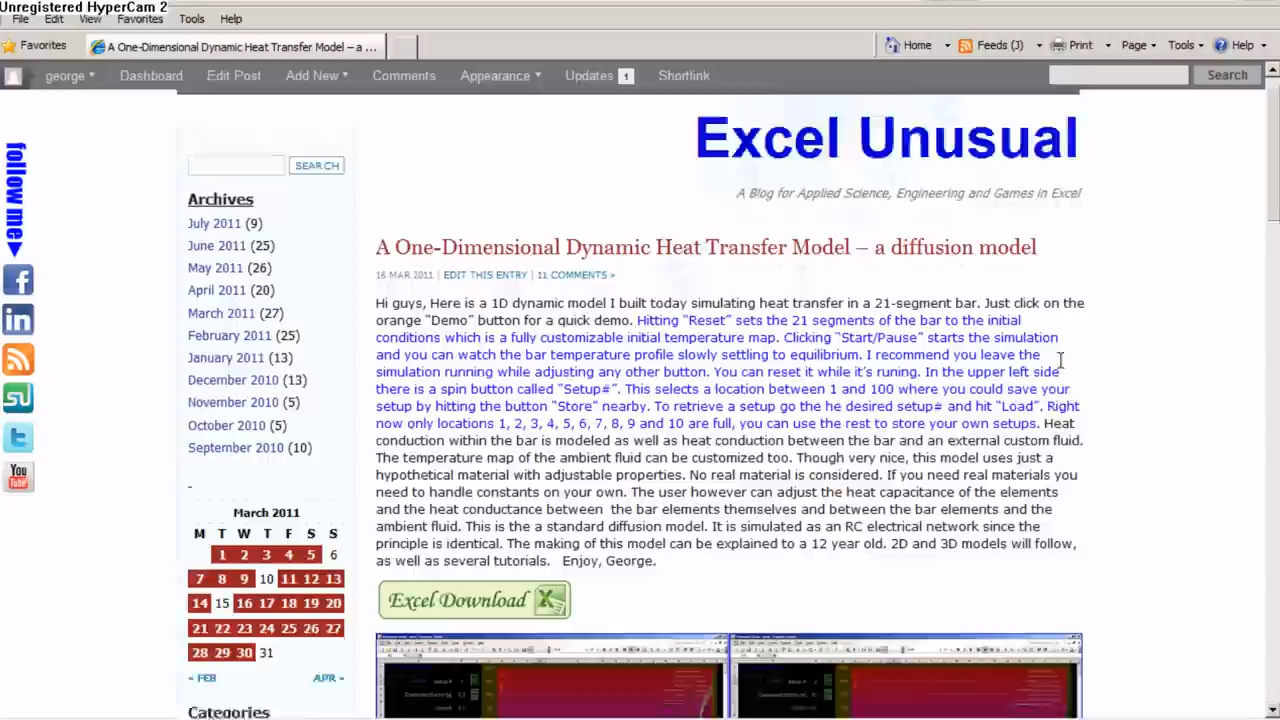 Unregistered HyperCam 2
File Edit View Favorites Tools Help
Favorites A One-Dimensional Dynamic Heat Transfer Model – a ... Home Feeds (J) Print Page Tools Help
george Dashboard Edit Post Add New Comments Appearance Updates 1 Shortlink Search
Excel Unusual
A Blog for Applied Science, Engineering and Games in Excel
follow me
SEARCH
Archives
July 2011 (9)
June 2011 (25)
May 2011 (26)
April 2011 (20)
March 2011 (27)
February 2011 (25)
January 2011 (13)
December 2010 (13)
November 2010 (5)
October 2010 (5)
September 2010 (10)
March 2011
M T W T F S S
1 2 3 4 5 6
7 8 9 10 11 12 13
14 15 16 17 18 19 20
21 22 23 24 25 26 27
28 29 30 31
« FEB APR »
Categories
A One-Dimensional Dynamic Heat Transfer Model – a diffusion model
16 MAR 2011 | EDIT THIS ENTRY | 11 COMMENTS »
Hi guys, Here is a 1D dynamic model I built today simulating heat transfer in a 21-segment bar. Just click on the
orange “Demo” button for a quick demo. Hitting “Reset” sets the 21 segments of the bar to the initial
conditions which is a fully customizable initial temperature map. Clicking “Start/Pause” starts the simulation
and you can watch the bar temperature profile slowly settling to equilibrium. I recommend you leave the
simulation running while adjusting any other button. You can reset it while it’s runing. In the upper left side
there is a spin button called “Setup#”. This selects a location between 1 and 100 where you could save your
setup by hitting the button “Store” nearby. To retrieve a setup go the he desired setup# and hit “Load”. Right
now only locations 1, 2, 3, 4, 5, 6, 7, 8, 9 and 10 are full, you can use the rest to store your own setups. Heat
conduction within the bar is modeled as well as heat conduction between the bar and an external custom fluid.
The temperature map of the ambient fluid can be customized too. Though very nice, this model uses just a
hypothetical material with adjustable properties. No real material is considered. If you need real materials you
need to handle constants on your own. The user however can adjust the heat capacitance of the elements
and the heat conductance between the bar elements themselves and between the bar elements and the
ambient fluid. This is the a standard diffusion model. It is simulated as an RC electrical network since the
principle is identical. The making of this model can be explained to a 12 year old. 2D and 3D models will follow,
as well as several tutorials. Enjoy, George.
Excel Download
You
Tube